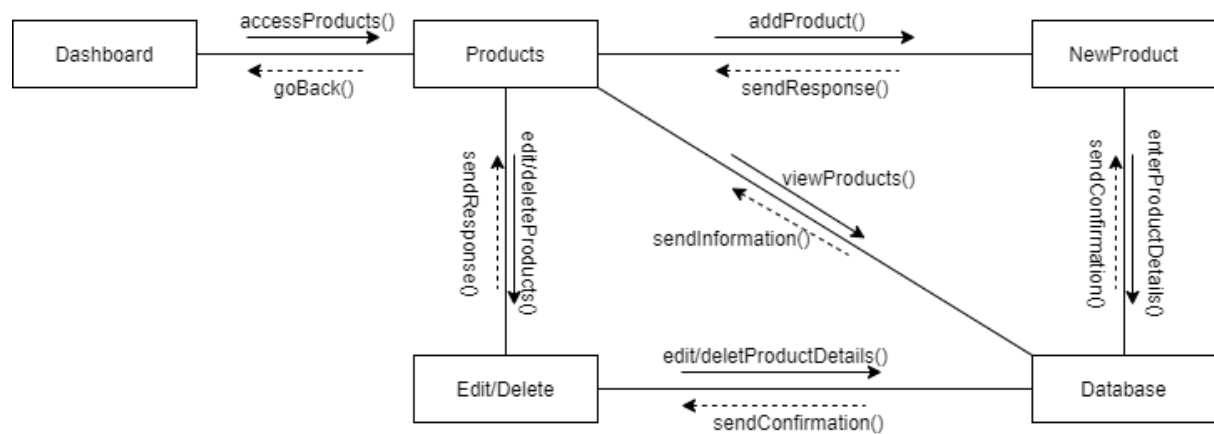 accessProducts()
addProduct()
Dashboard
Products
NewProduct
goBack()
sendResponse()
sendResponse()
edit/deleteProducts()
viewProducts()
sendInformation()
sendConfirmation()
enterProductDetails()
edit/deletProductDetails()
Edit/Delete
Database
sendConfirmation()